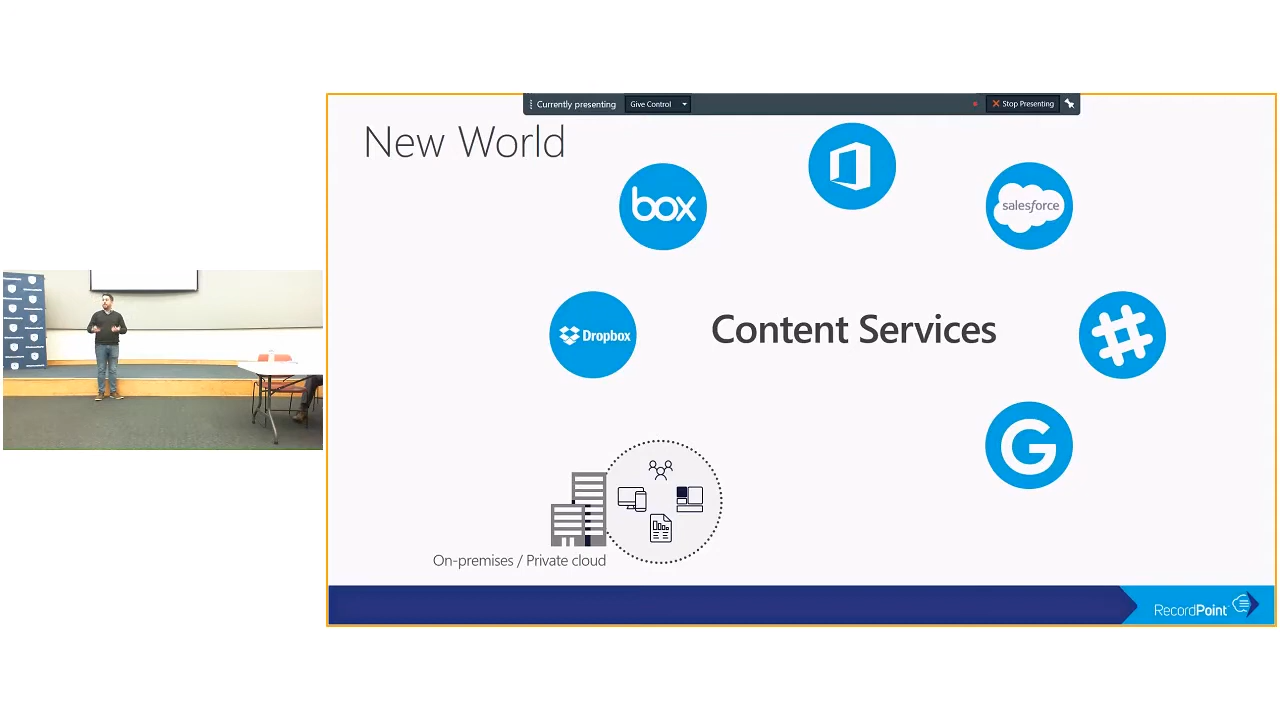 Currently presenting Give Control Stop Presenting
New World
box
salesforce
Dropbox
Content Services
G
On-premises / Private cloud
RecordPoint